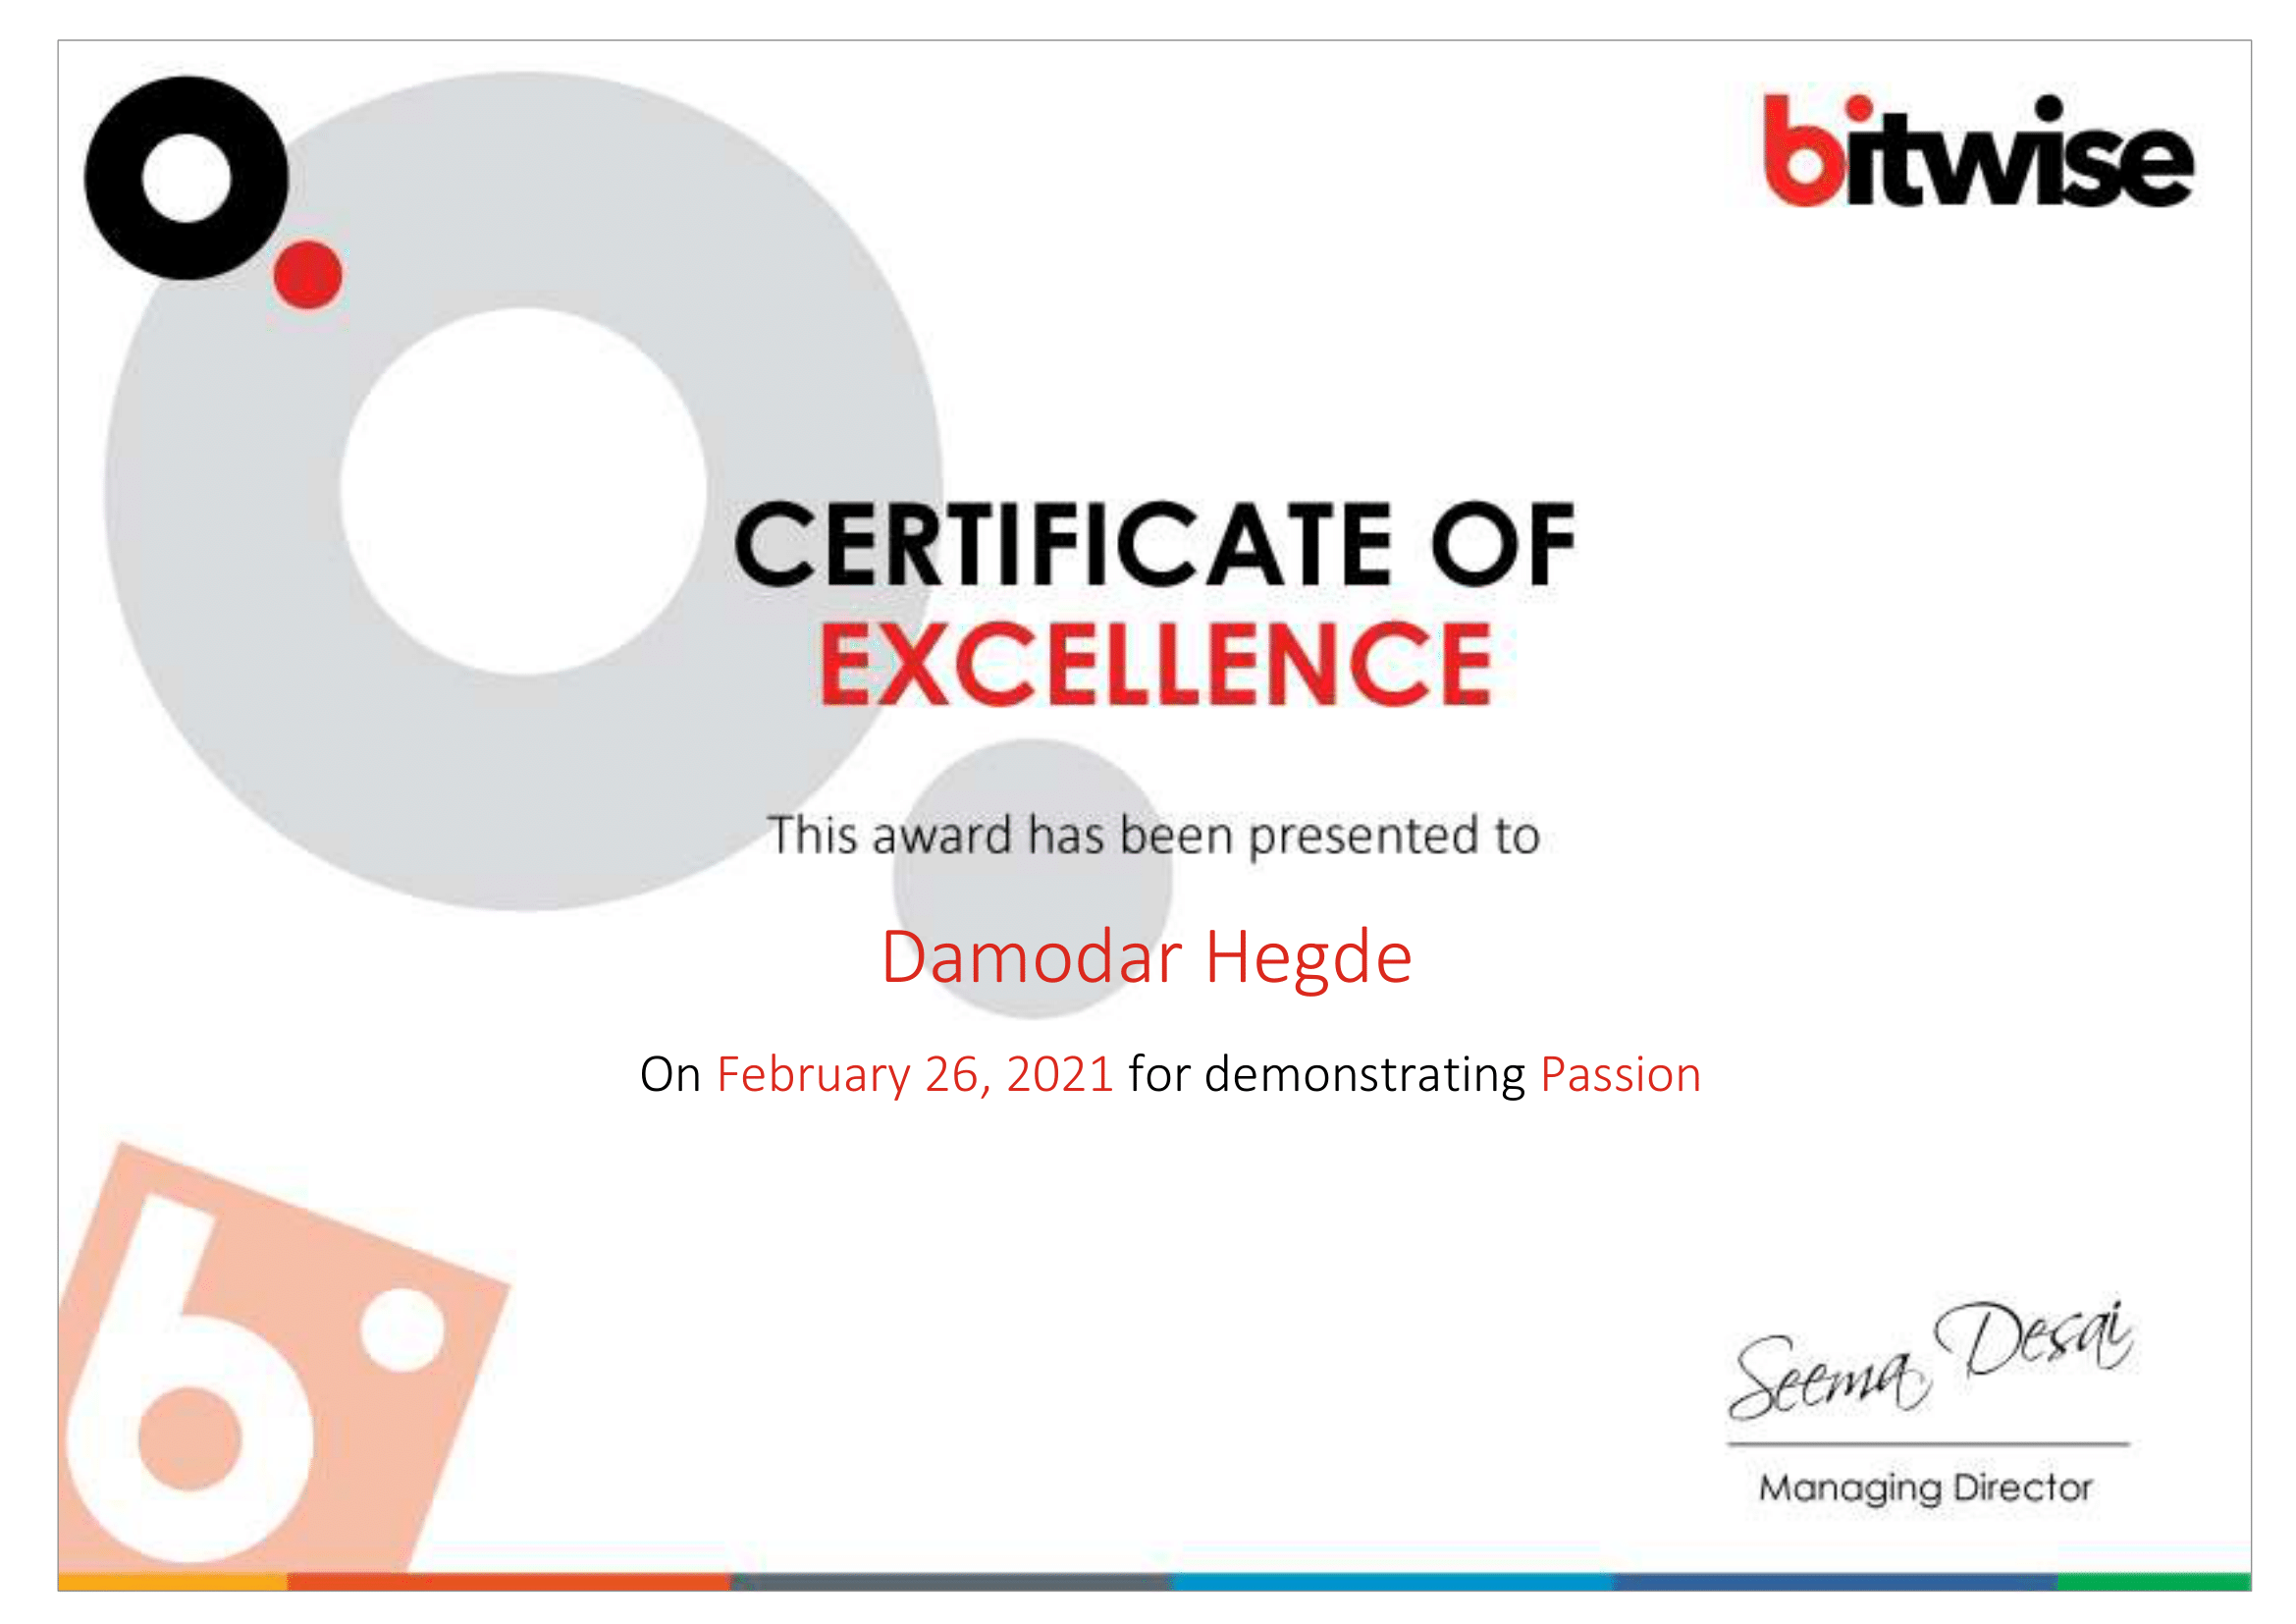 bitwise
CERTIFICATE OF
EXCELLENCE
This award has been presented to
Damodar Hegde
On February 26, 2021 for demonstrating Passion
b
Seema Desai
Managing Director